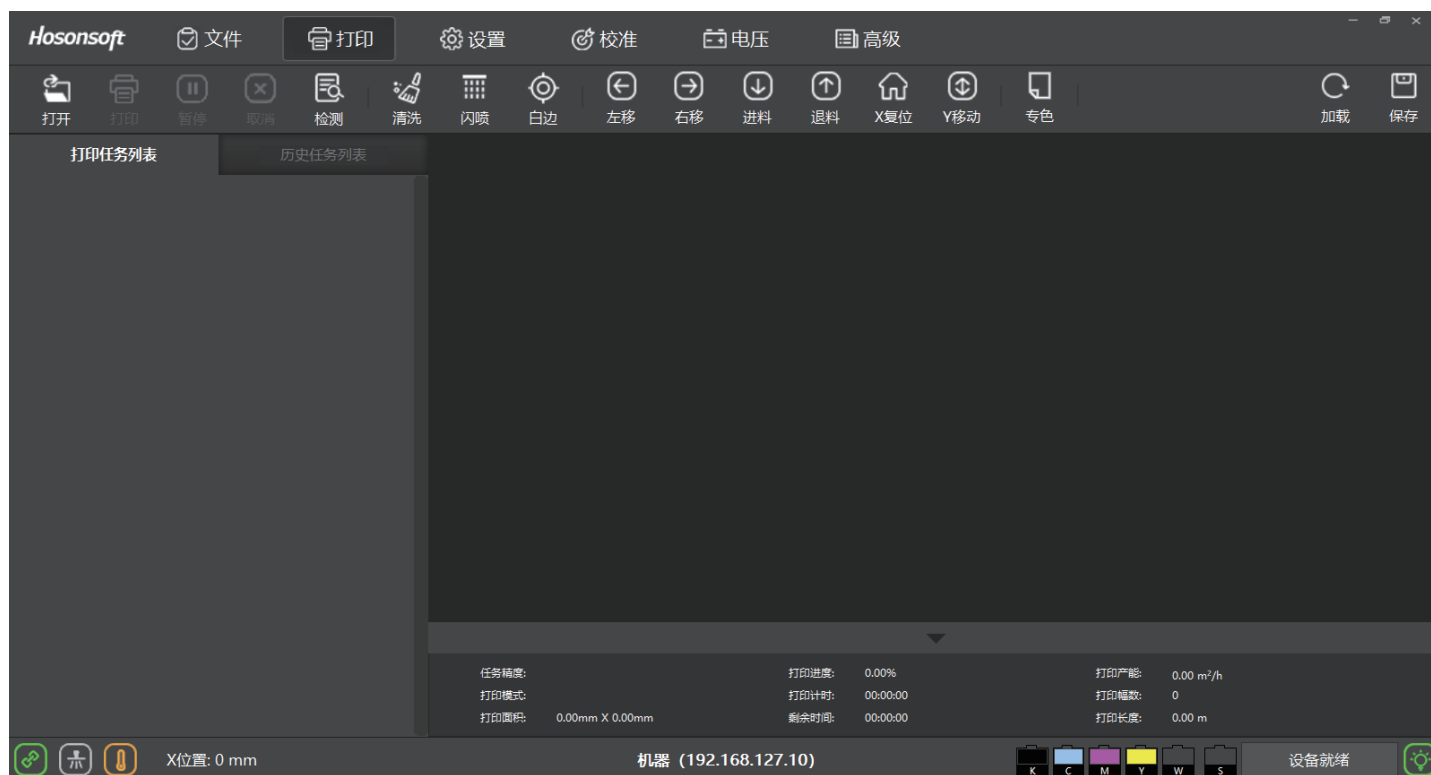 Hosonsoft 文件 打印 设置 校准 电压 高级
打开 打印 暂停 取消 检测 清洗 闪喷 白边 左移 右移 进料 退料 X复位 Y移动 专色 加载 保存
打印任务列表 历史任务列表
任务精度: 打印进度: 0.00% 打印产能: 0.00 m²/h
打印模式: 打印计时: 00:00:00 打印幅数: 0
打印面积: 0.00mm X 0.00mm 剩余时间: 00:00:00 打印长度: 0.00 m
X位置: 0 mm 机器（192.168.127.10） K C M Y W S 设备就绪